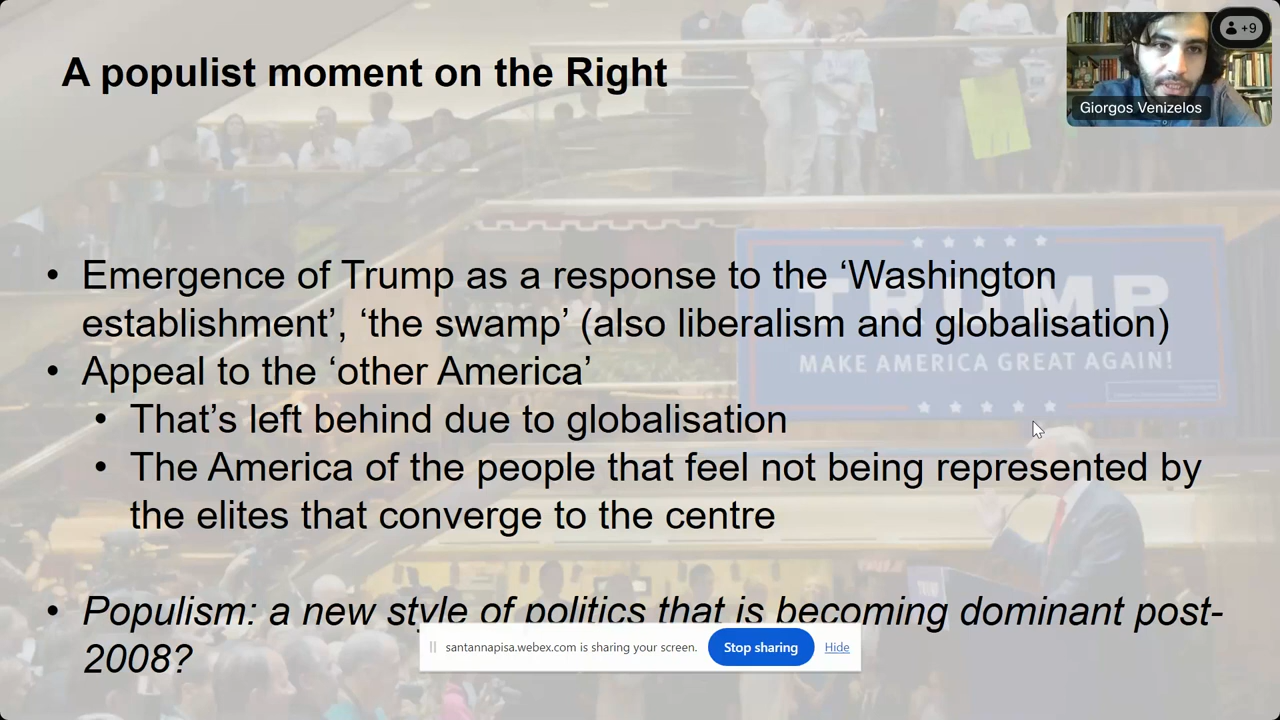 A populist moment on the Right
+9
Giorgos Venizelos
• Emergence of Trump as a response to the ‘Washington
establishment’, ‘the swamp’ (also liberalism and globalisation)
TRUMP
MAKE AMERICA GREAT AGAIN!
• Appeal to the ‘other America’
• That’s left behind due to globalisation
• The America of the people that feel not being represented by
the elites that converge to the centre
• Populism: a new style of politics that is becoming dominant post-
2008?
santannapisa.webex.com is sharing your screen.
Stop sharing
Hide